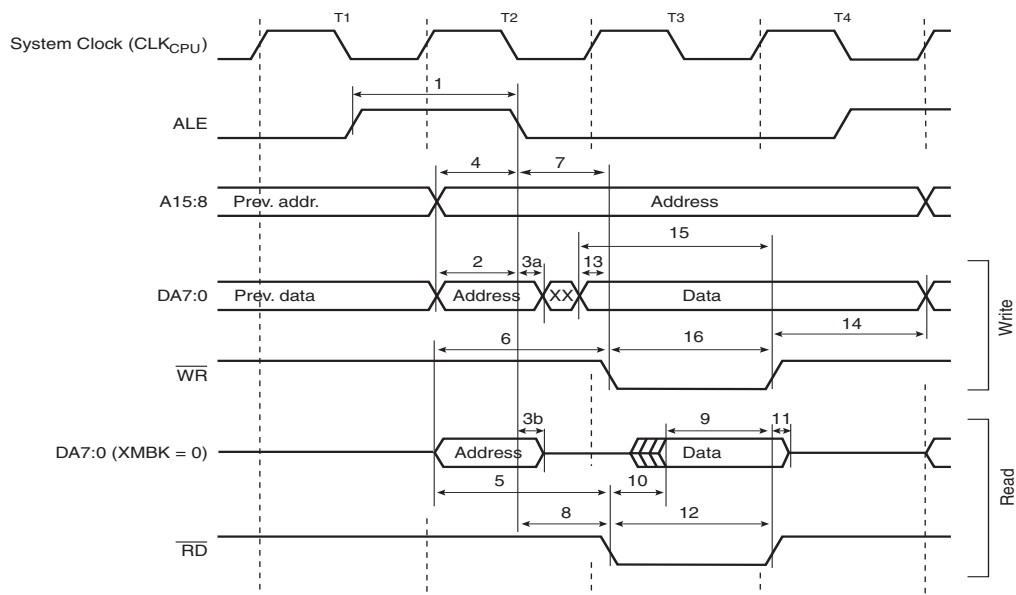 T1 T2 T3 T4
System Clock (CLKCPU)
1
ALE
4 7
A15:8 Prev. addr. Address
15
2 3a 13
DA7:0 Prev. data Address XX Data
14
6 16
WR
Write
3b 9 11
DA7:0 (XMBK = 0) Address Data
5 10
8 12
RD
Read